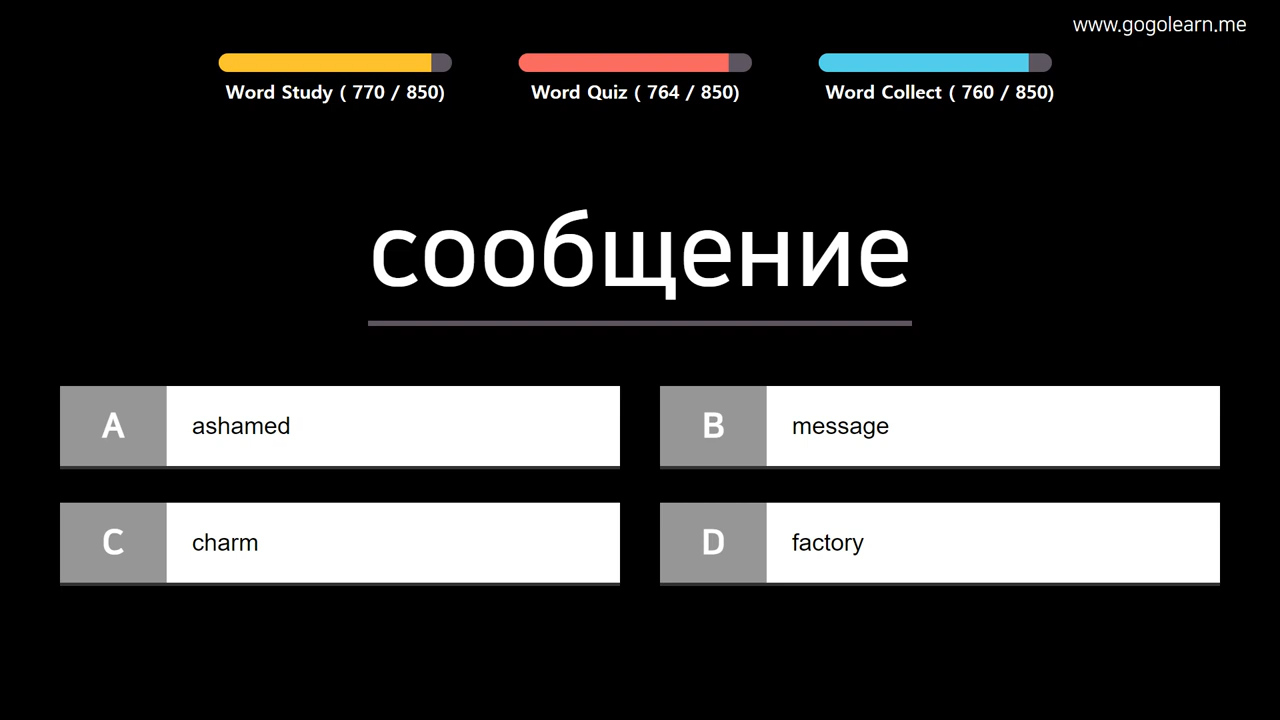 www.gogolearn.me
Word Study ( 770 / 850)
Word Quiz ( 764 / 850)
Word Collect ( 760 / 850)
сообщение
A ashamed
B message
C charm
D factory